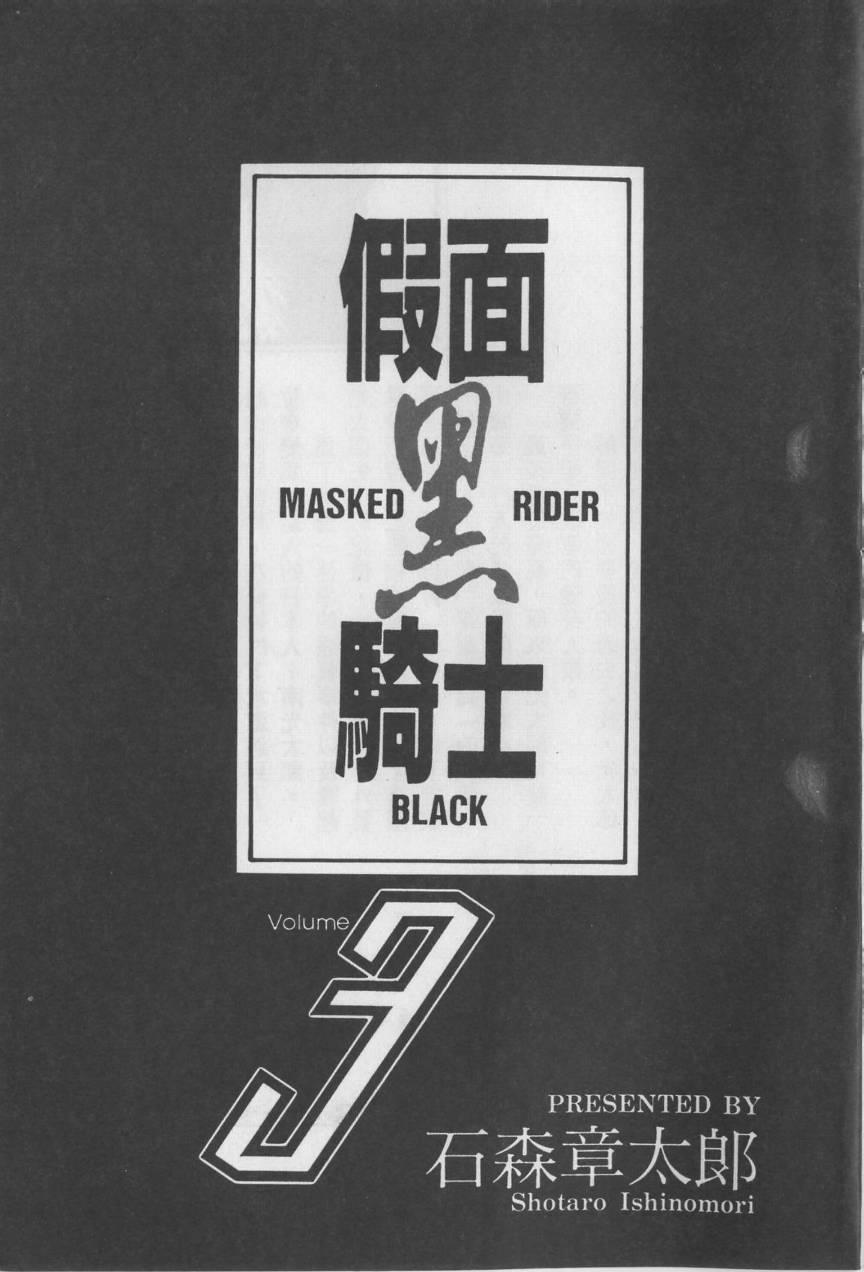 假面
黑
MASKED RIDER
騎士
BLACK
Volume
3
PRESENTED BY
石森章太郎
Shotaro Ishinomori